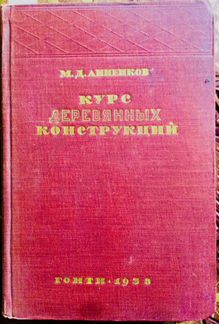 М.Д.АННЕНКОВ
КУРС
ДЕРЕВЯННЫХ
КОНСТРУКЦИЙ
ГОНТИ · 1938